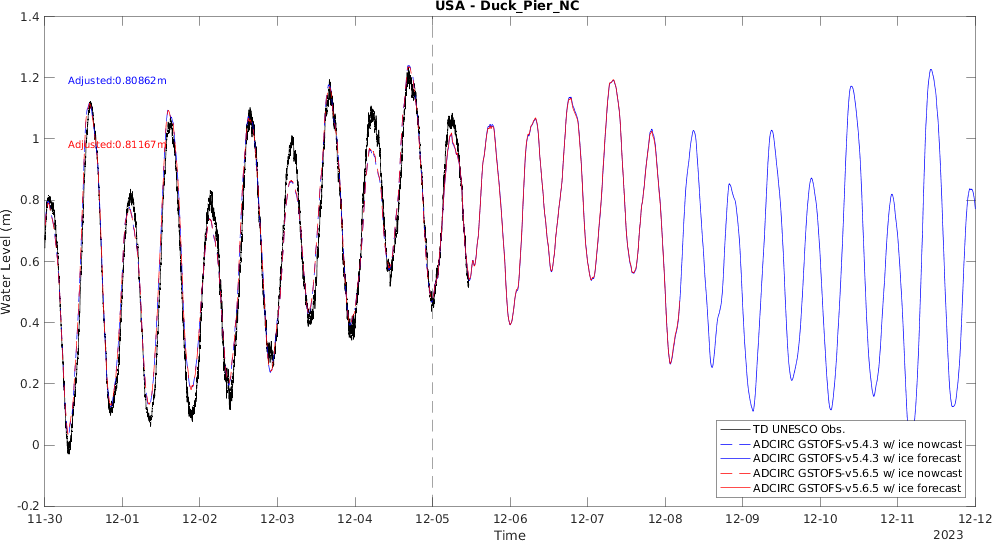 USA - Duck_Pier_NC
1.4
1.2
1
0.8
0.6
0.4
0.2
0
-0.2
Water Level (m)
Adjusted:0.80862m
Adjusted:0.81167m
TD UNESCO Obs.
ADCIRC GSTOFS-v5.4.3 w/ ice nowcast
ADCIRC GSTOFS-v5.4.3 w/ ice forecast
ADCIRC GSTOFS-v5.6.5 w/ ice nowcast
ADCIRC GSTOFS-v5.6.5 w/ ice forecast
11-30 12-01 12-02 12-03 12-04 12-05 12-06 12-07 12-08 12-09 12-10 12-11 12-12
Time
2023